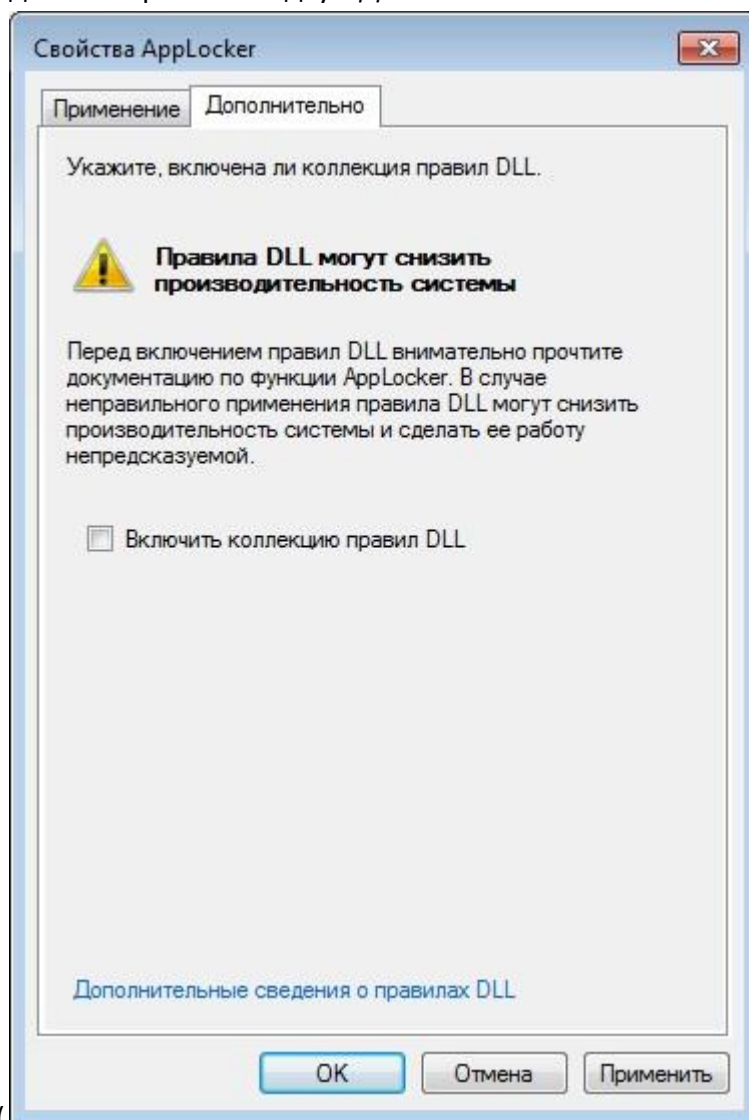 Свойства AppLocker
Применение Дополнительно
Укажите, включена ли коллекция правил DLL.
Правила DLL могут снизить
производительность системы
Перед включением правил DLL внимательно прочтите
документацию по функции AppLocker. В случае
неправильного применения правила DLL могут снизить
производительность системы и сделать ее работу
непредсказуемой.
Включить коллекцию правил DLL
Дополнительные сведения о правилах DLL
OK Отмена Применить
(